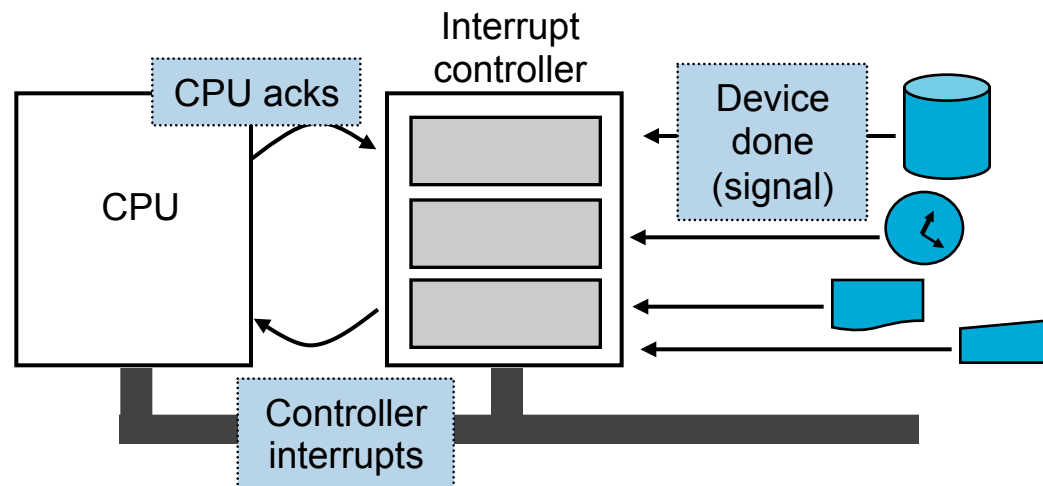 Interrupt
controller
CPU acks
CPU
Device
done
(signal)
Controller
interrupts